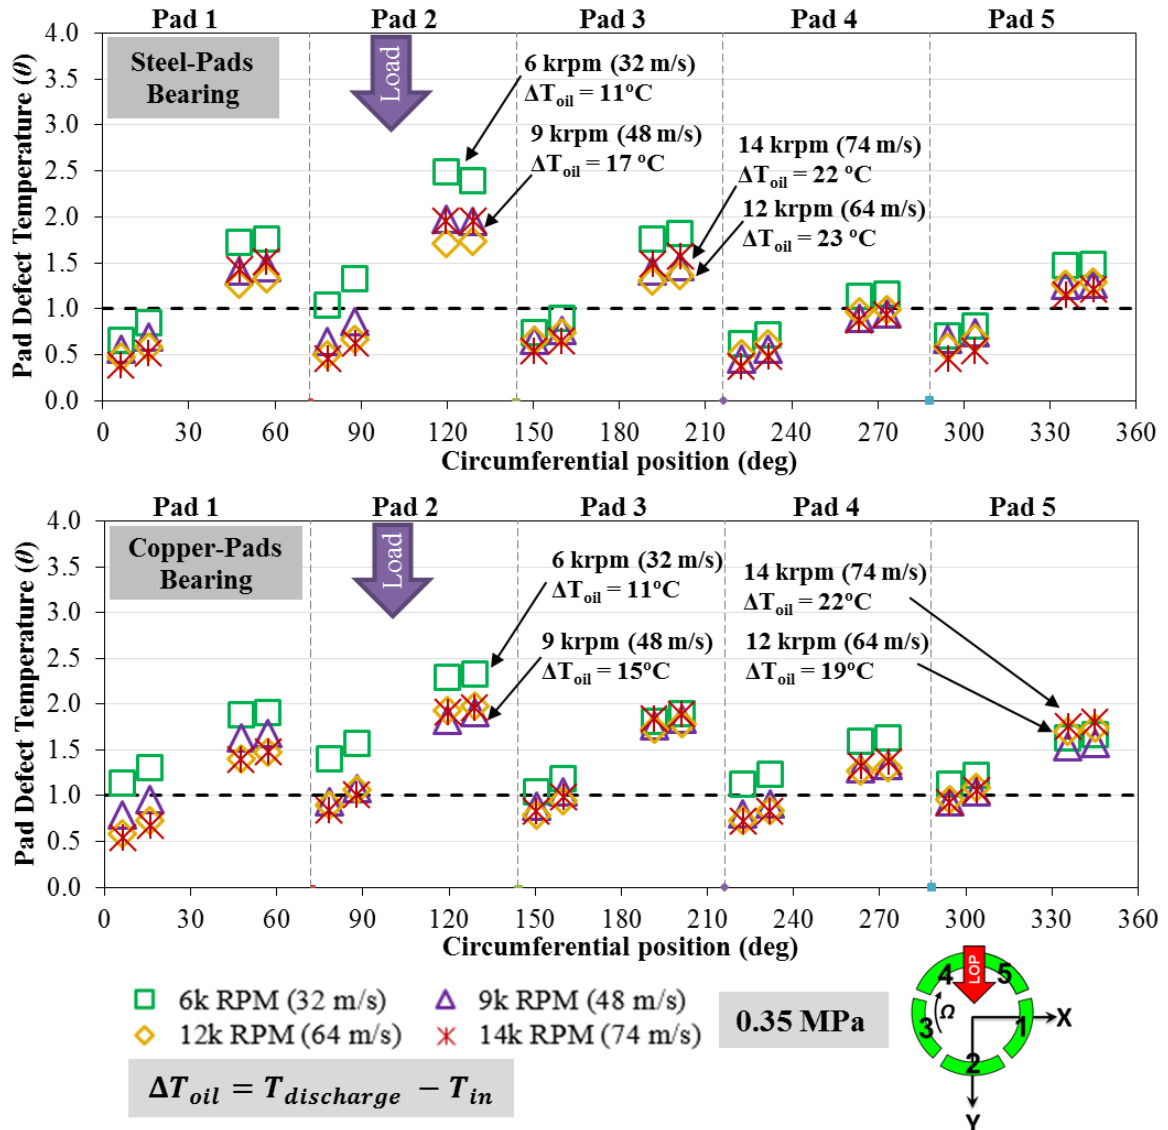 Pad 1 Pad 2 Pad 3 Pad 4 Pad 5
Pad Defect Temperature (θ)
4.0
3.5
3.0
2.5
2.0
1.5
1.0
0.5
0.0
Steel-Pads
Bearing
Load
6 krpm (32 m/s)
ΔToil = 11ºC
9 krpm (48 m/s)
ΔToil = 17 ºC
14 krpm (74 m/s)
ΔToil = 22 ºC
12 krpm (64 m/s)
ΔToil = 23 ºC
0 30 60 90 120 150 180 210 240 270 300 330 360
Circumferential position (deg)
Pad 1 Pad 2 Pad 3 Pad 4 Pad 5
Pad Defect Temperature (θ)
4.0
3.5
3.0
2.5
2.0
1.5
1.0
0.5
0.0
Copper-Pads
Bearing
Load
6 krpm (32 m/s)
ΔToil = 11ºC
9 krpm (48 m/s)
ΔToil = 15ºC
14 krpm (74 m/s)
ΔToil = 22ºC
12 krpm (64 m/s)
ΔToil = 19ºC
0 30 60 90 120 150 180 210 240 270 300 330 360
Circumferential position (deg)
6k RPM (32 m/s) 9k RPM (48 m/s)
12k RPM (64 m/s) 14k RPM (74 m/s)
0.35 MPa
ΔToil = Tdischarge − Tin
LOP
4 5
Ω
3 1 X
2
Y